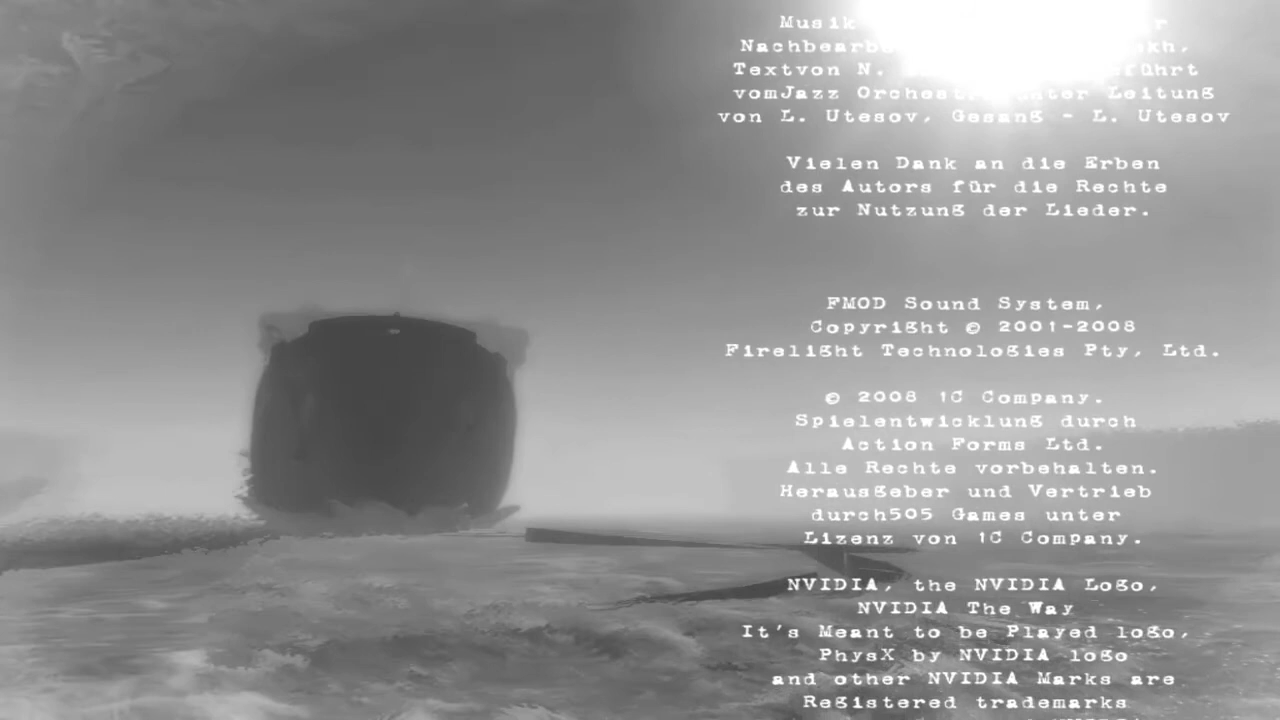 Musik
Textvon N.
vomJazz Orchest. unter Leitung
von L. Utesov, Gesang - L. Utesov
Vielen Dank an die Erben
des Autors für die Rechte
zur Nutzung der Lieder.
FMOD Sound System,
Copyright © 2001-2008
Firelight Technologies Pty, Ltd.
© 2008 1C Company.
Spielentwicklung durch
Action Forms Ltd.
Alle Rechte vorbehalten.
Herausgeber und Vertrieb
durch505 Games unter
Lizenz von 1C Company.
NVIDIA, the NVIDIA Logo,
NVIDIA The Way
It's Meant to be Played logo,
PhysX by NVIDIA logo
and other NVIDIA Marks are
Registered trademarks